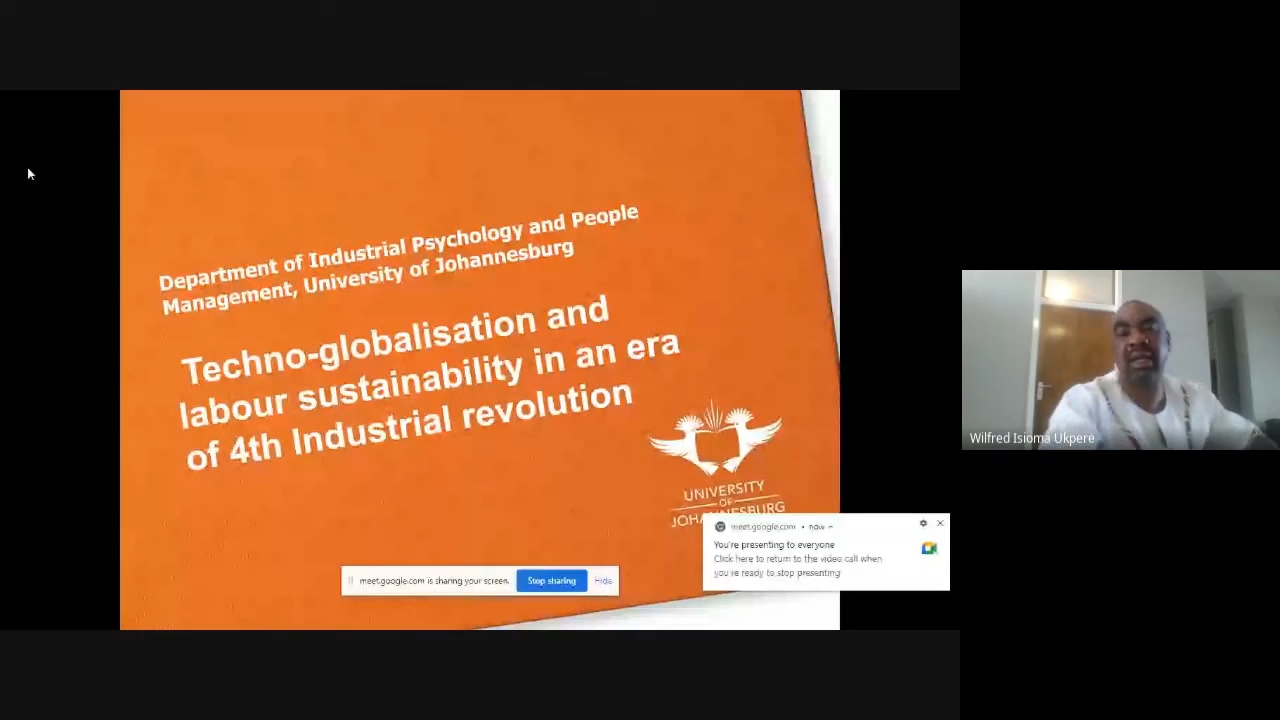 Department of Industrial Psychology and People
Management, University of Johannesburg
Techno-globalisation and
labour sustainability in an era
of 4th Industrial revolution
UNIVERSITY
OF
JOHANNESBURG
meet.google.com • now
You're presenting to everyone
Click here to return to the video call when
you're ready to stop presenting
meet.google.com is sharing your screen.
Stop sharing
Hide
Wilfred Isioma Ukpere